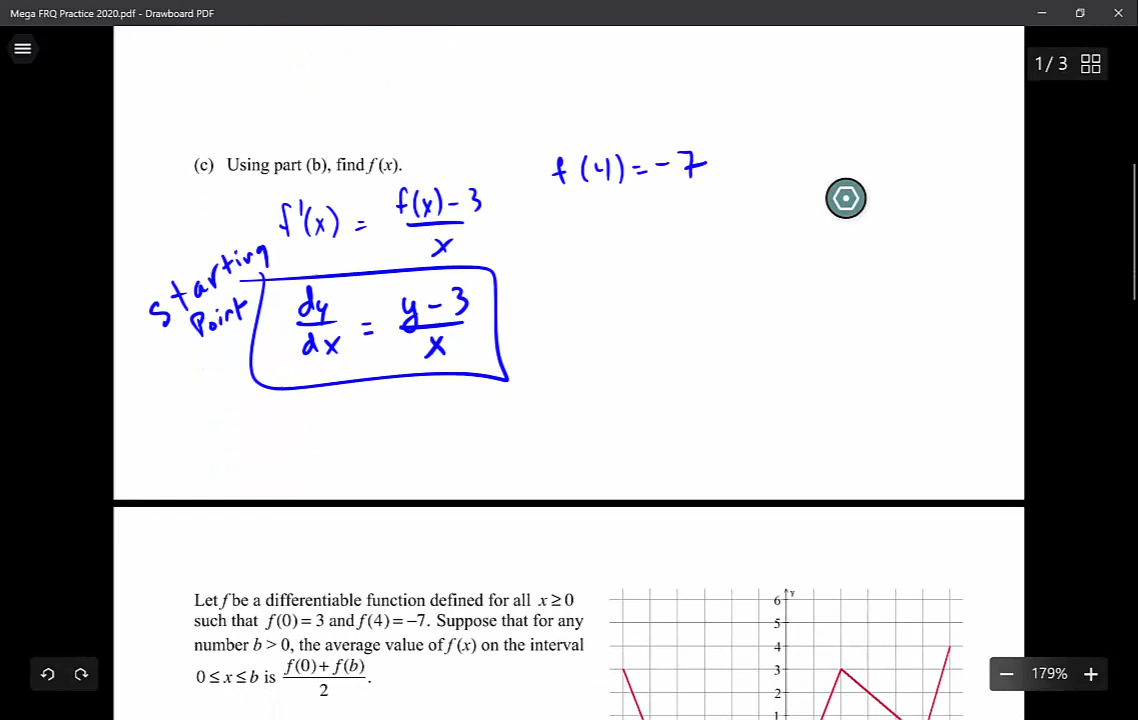 Mega FRQ Practice 2020.pdf - Drawboard PDF
1 / 3
(c) Using part (b), find f (x).
f (4) = -7
f'(x) = f(x) - 3 / x
Starting
Point
dy/dx = y - 3 / x
Let f be a differentiable function defined for all x ≥ 0
such that f(0) = 3 and f(4) = -7. Suppose that for any
number b > 0, the average value of f (x) on the interval
0 ≤ x ≤ b is f(0) + f(b) / 2.
y
6
5
4
3
2
1
179%